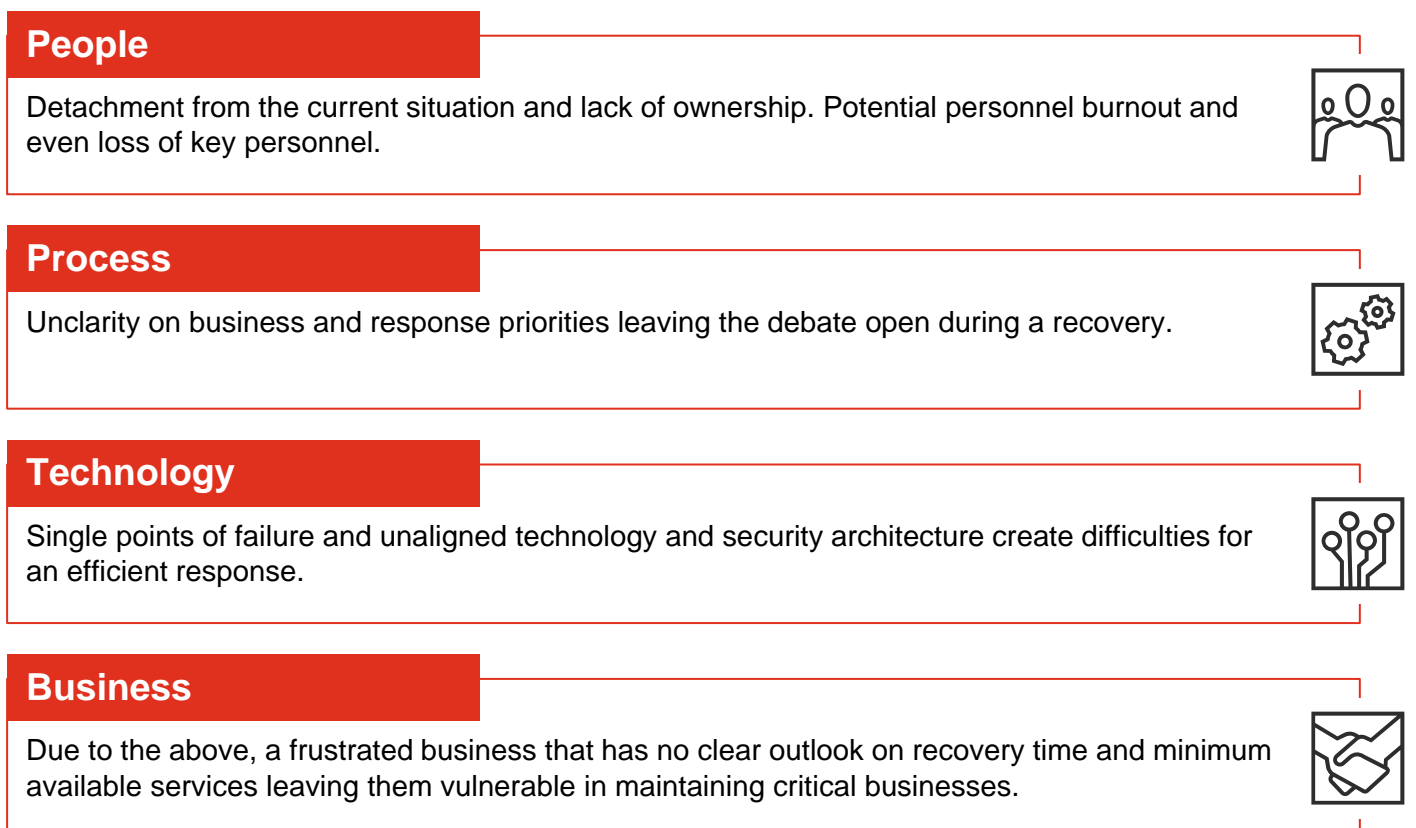 People
Detachment from the current situation and lack of ownership. Potential personnel burnout and
even loss of key personnel.
Process
Unclarity on business and response priorities leaving the debate open during a recovery.
Technology
Single points of failure and unaligned technology and security architecture create difficulties for
an efficient response.
Business
Due to the above, a frustrated business that has no clear outlook on recovery time and minimum
available services leaving them vulnerable in maintaining critical businesses.